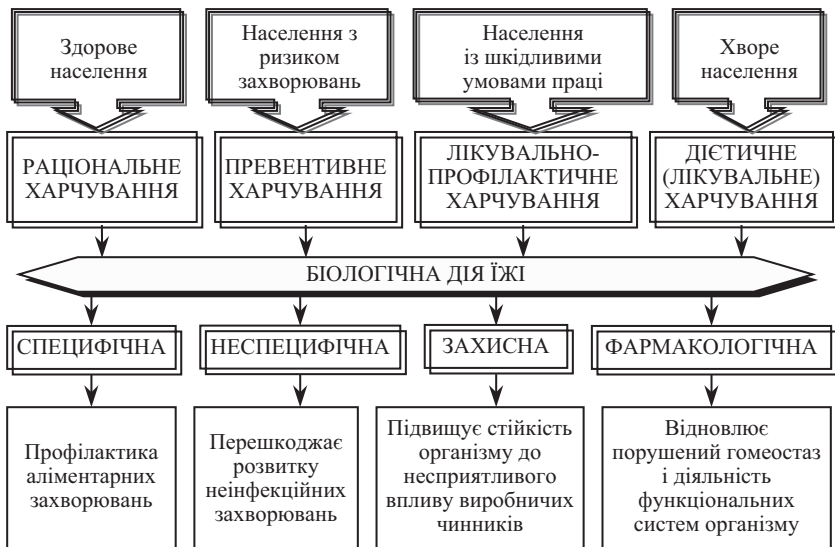 Здорове
населення
Населення з
ризиком
захворювань
Населення
із шкідливими
умовами праці
Хворе
населення
РАЦІОНАЛЬНЕ
ХАРЧУВАННЯ
ПРЕВЕНТИВНЕ
ХАРЧУВАННЯ
ЛІКУВАЛЬНО-
ПРОФІЛАКТИЧНЕ
ХАРЧУВАННЯ
ДІЄТИЧНЕ
(ЛІКУВАЛЬНЕ)
ХАРЧУВАННЯ
БІОЛОГІЧНА ДІЯ ЇЖІ
СПЕЦИФІЧНА
НЕСПЕЦИФІЧНА
ЗАХИСНА
ФАРМАКОЛОГІЧНА
Профілактика
аліментарних
захворювань
Перешкоджає
розвитку
неінфекційних
захворювань
Підвищує стійкість
організму до
несприятливого
впливу виробничих
чинників
Відновлює
порушений гомеостаз
і діяльність
функціональних
систем організму